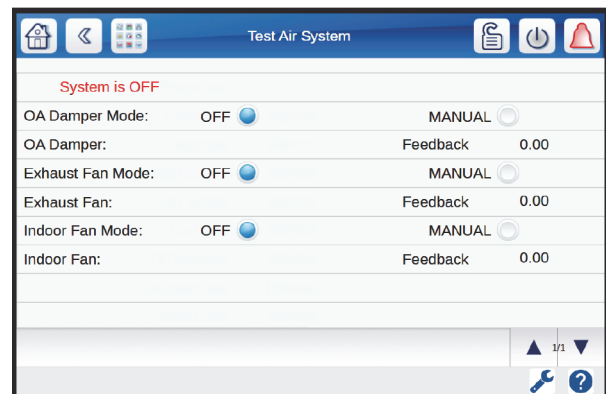 Test Air System
System is OFF
OA Damper Mode: OFF MANUAL
OA Damper: Feedback 0.00
Exhaust Fan Mode: OFF MANUAL
Exhaust Fan: Feedback 0.00
Indoor Fan Mode: OFF MANUAL
Indoor Fan: Feedback 0.00
1/1
?